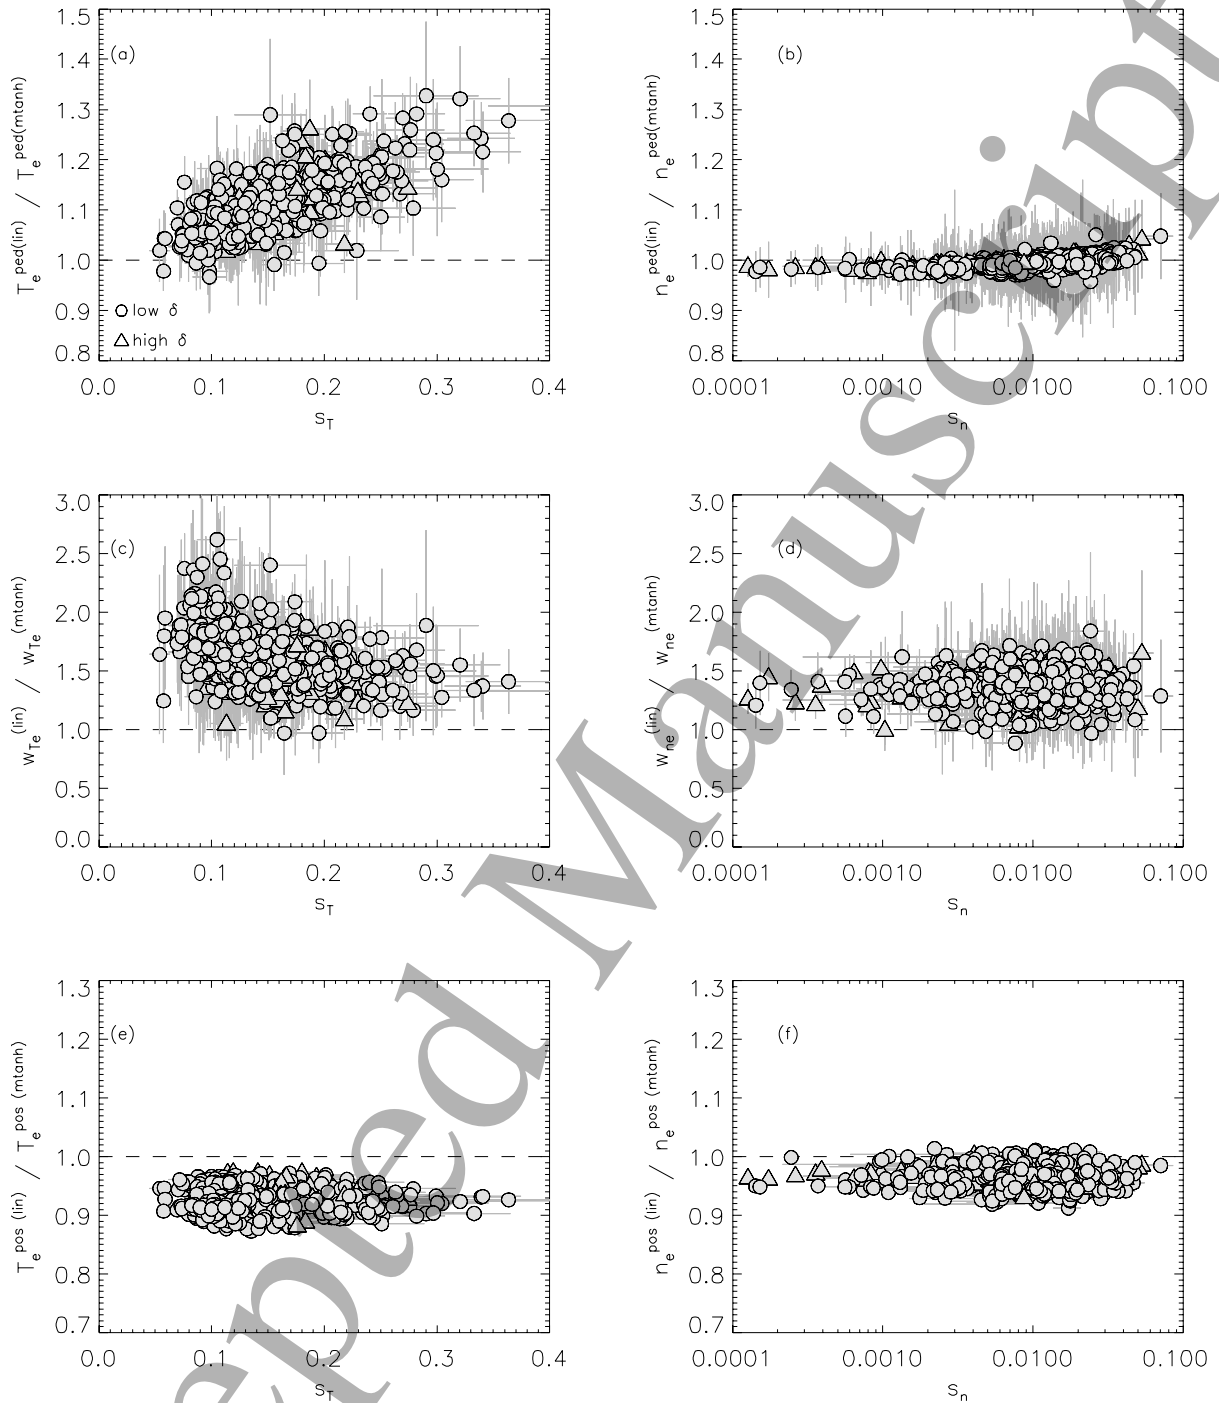 (a)
T_e^ped(lin) / T_e^ped(mtanh)
1.5
1.4
1.3
1.2
1.1
1.0
0.9
0.8
○ low δ
△ high δ
0.0 0.1 0.2 0.3 0.4
s_T
(b)
n_e^ped(lin) / n_e^ped(mtanh)
1.5
1.4
1.3
1.2
1.1
1.0
0.9
0.8
0.0001 0.0010 0.0100 0.100
s_n
(c)
w_Te^(lin) / w_Te^(mtanh)
3.0
2.5
2.0
1.5
1.0
0.5
0.0
0.0 0.1 0.2 0.3 0.4
s_T
(d)
w_ne^(lin) / w_ne^(mtanh)
3.0
2.5
2.0
1.5
1.0
0.5
0.0
0.0001 0.0010 0.0100 0.100
s_n
(e)
T_e^pos (lin) / T_e^pos (mtanh)
1.3
1.2
1.1
1.0
0.9
0.8
0.7
0.0 0.1 0.2 0.3 0.4
s_T
(f)
n_e^pos (lin) / n_e^pos (mtanh)
1.3
1.2
1.1
1.0
0.9
0.8
0.7
0.0001 0.0010 0.0100 0.100
s_n
epted Manuscript